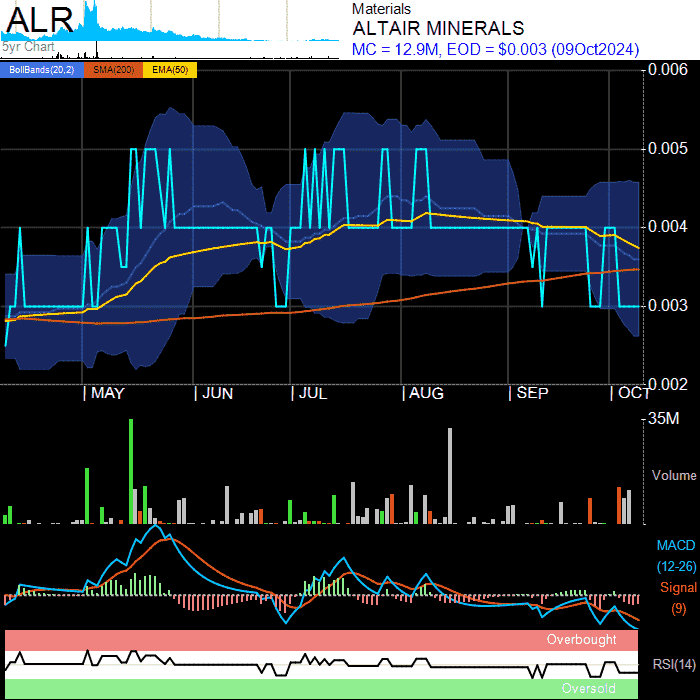 ALR
5yr Chart
Materials
ALTAIR MINERALS
MC = 12.9M, EOD = $0.003 (09Oct2024)
BollBands(20,2) SMA(200) EMA(50)
0.006
0.005
0.004
0.003
0.002
MAY JUN JUL AUG SEP OCT
35M
Volume
MACD
(12-26)
Signal
(9)
Overbought
RSI(14)
Oversold